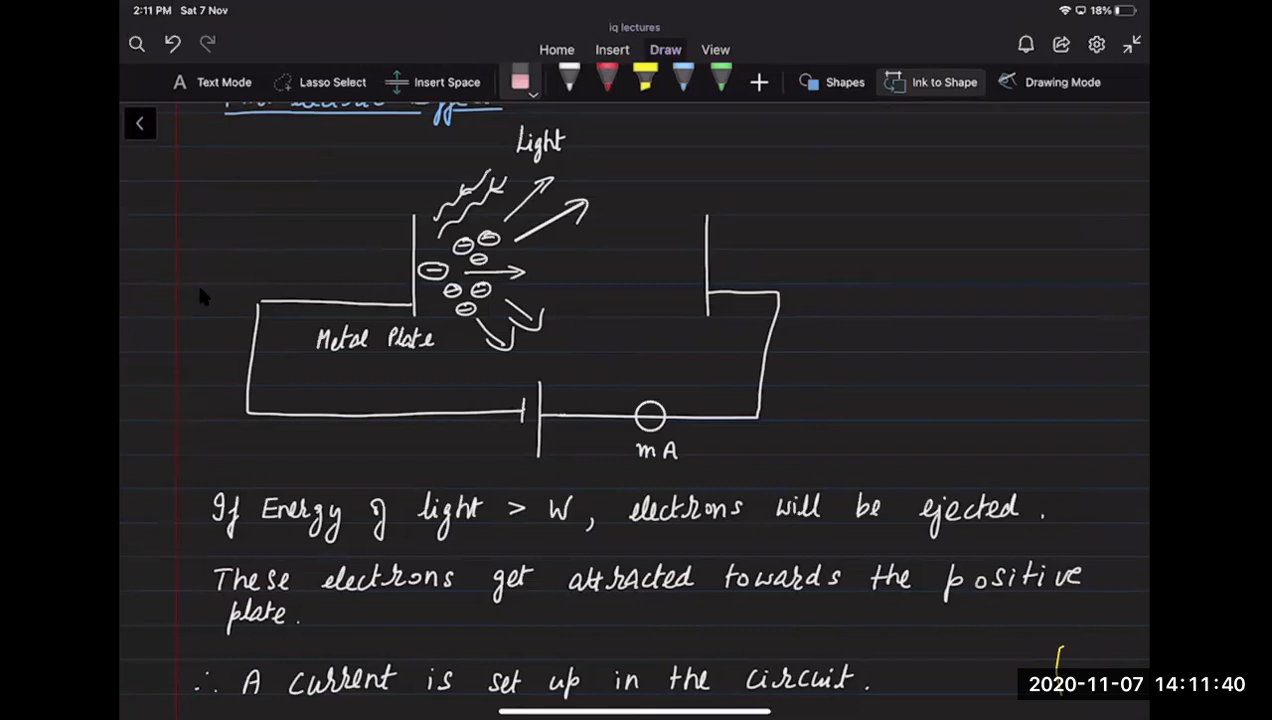 2:11 PM Sat 7 Nov
18%
iq lectures
Home Insert Draw View
Text Mode Lasso Select Insert Space Shapes Ink to Shape Drawing Mode
Light
Metal Plate
mA
If Energy of light > W, electrons will be ejected.
These electrons get attracted towards the positive
plate.
∴ A current is set up in the circuit.
2020-11-07 14:11:40